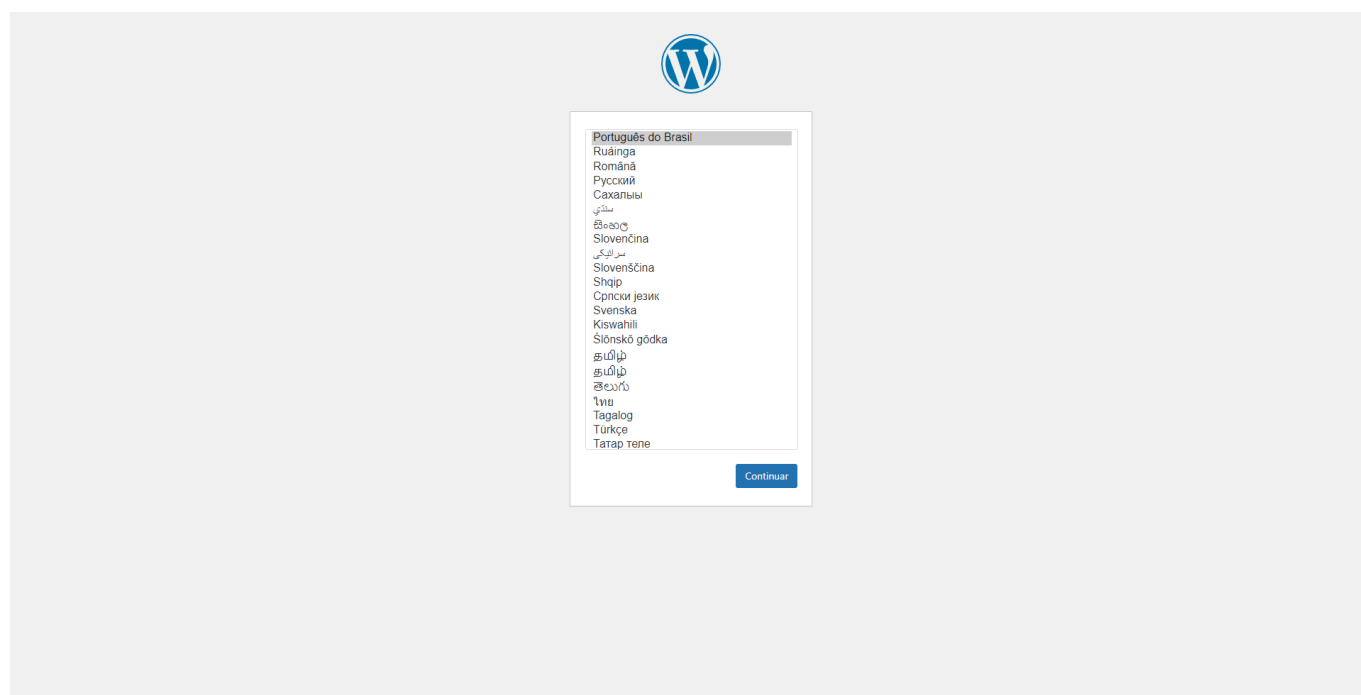 Português do Brasil
Ruáinga
Română
Русский
Сахалыы
سنڌي
සිංහල
Slovenčina
سرائیکی
Slovenščina
Shqip
Српски језик
Svenska
Kiswahili
Ślōnskŏ gŏdka
தமிழ்
தமிழ்
తెలుగు
ไทย
Tagalog
Türkçe
Татар теле
Continuar